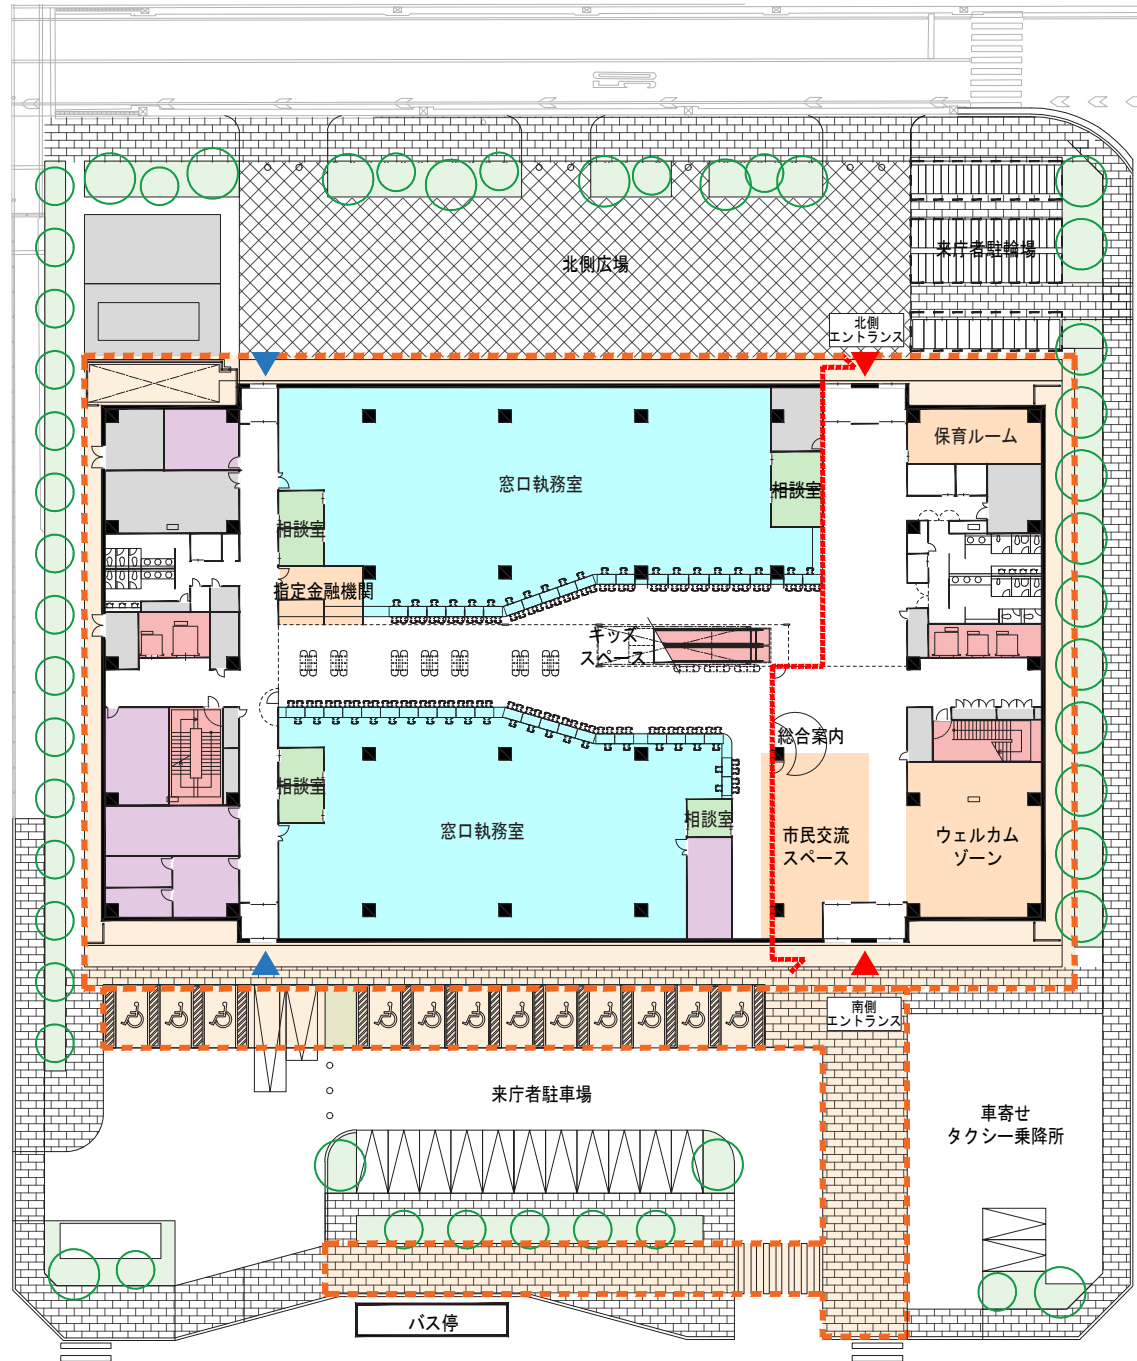 北側広場
来庁者駐輪場
北側
エントランス
保育ルーム
窓口執務室
相談室
相談室
指定金融機関
キッズ
スペース
総合案内
相談室
相談室
窓口執務室
市民交流
スペース
ウェルカム
ゾーン
南側
エントランス
来庁者駐車場
車寄せ
タクシー乗降所
バス停